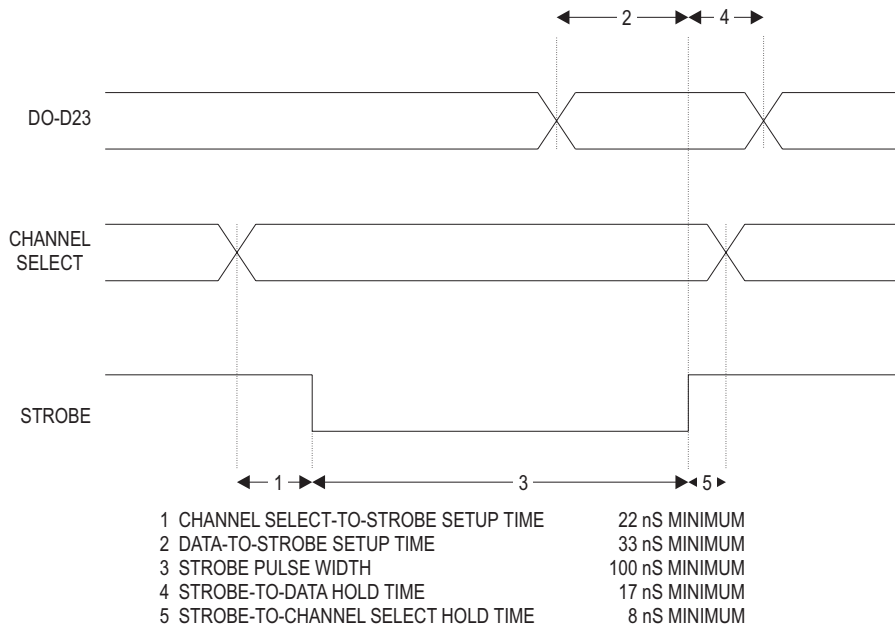 2 4
DO-D23
CHANNEL
SELECT
STROBE
1 3 5
1 CHANNEL SELECT-TO-STROBE SETUP TIME 22 nS MINIMUM
2 DATA-TO-STROBE SETUP TIME 33 nS MINIMUM
3 STROBE PULSE WIDTH 100 nS MINIMUM
4 STROBE-TO-DATA HOLD TIME 17 nS MINIMUM
5 STROBE-TO-CHANNEL SELECT HOLD TIME 8 nS MINIMUM